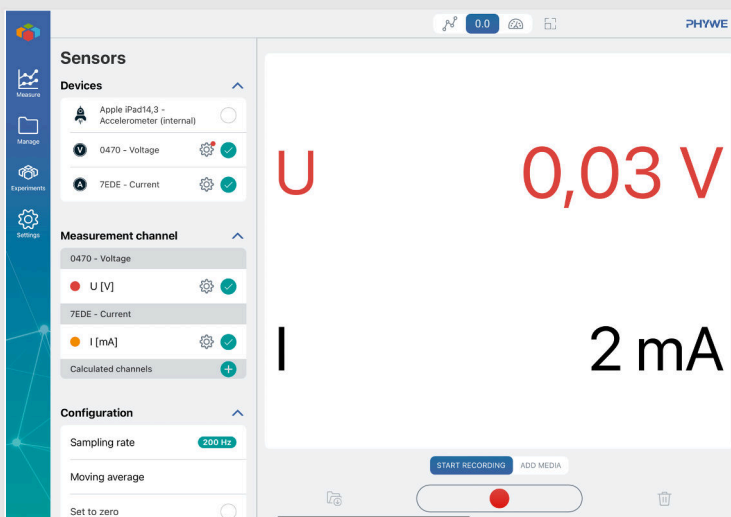 0.0
PHYWE
Measure
Manage
Experiments
Settings
Sensors
Devices
Apple iPad14,3 -
Accelerometer (internal)
V
0470 - Voltage
A
7EDE - Current
Measurement channel
0470 - Voltage
U [V]
7EDE - Current
I [mA]
Calculated channels
Configuration
Sampling rate
200 Hz
Moving average
Set to zero
U 0,03 V
I 2 mA
START RECORDING
ADD MEDIA